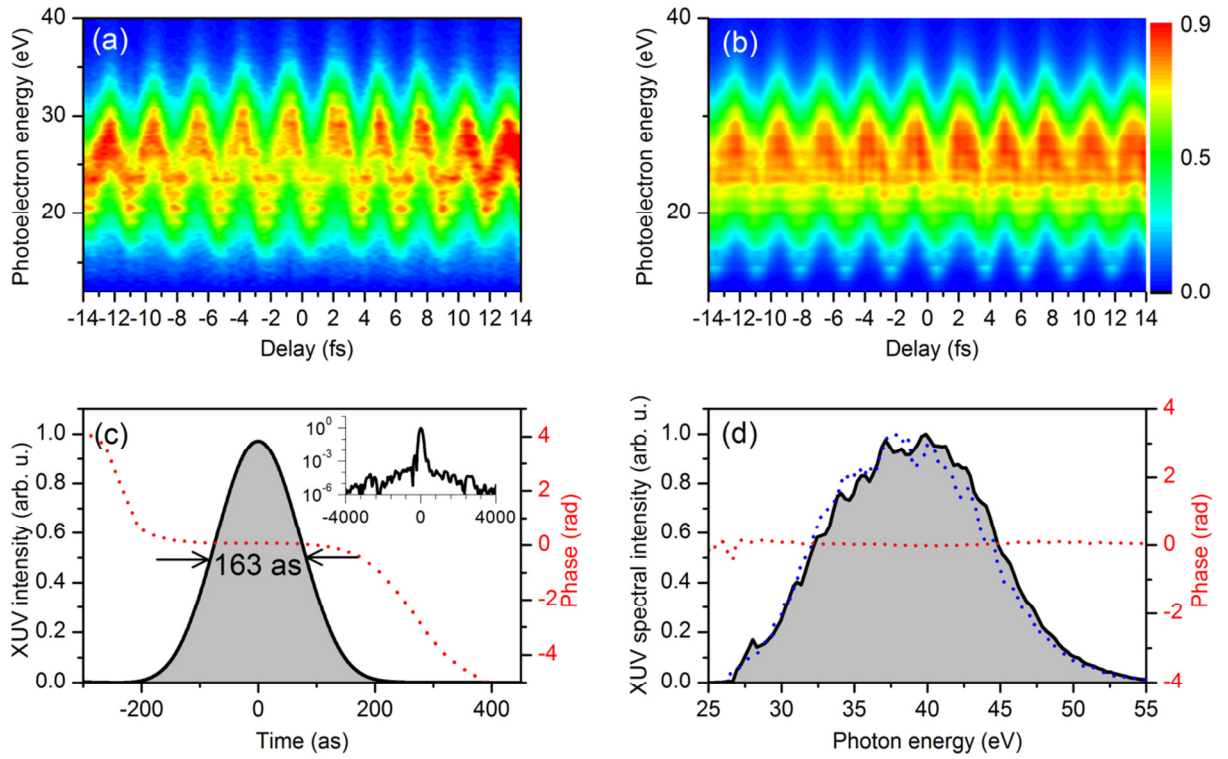 (a)
Photoelectron energy (eV)
40
30
20
-14 -12 -10 -8 -6 -4 -2 0 2 4 6 8 10 12 14
Delay (fs)
(b)
Photoelectron energy (eV)
40
20
-14 -12 -10 -8 -6 -4 -2 0 2 4 6 8 10 12 14
Delay (fs)
0.9
0.5
0.0
(c)
XUV intensity (arb. u.)
1.0
0.8
0.6
0.4
0.2
0.0
-200 0 200 400
Time (as)
163 as
10^0
10^-3
10^-6
-4000 0 4000
4
2
0
-2
-4
Phase (rad)
(d)
XUV spectral intensity (arb. u.)
1.0
0.8
0.6
0.4
0.2
0.0
25 30 35 40 45 50 55
Photon energy (eV)
4
2
0
-2
-4
Phase (rad)